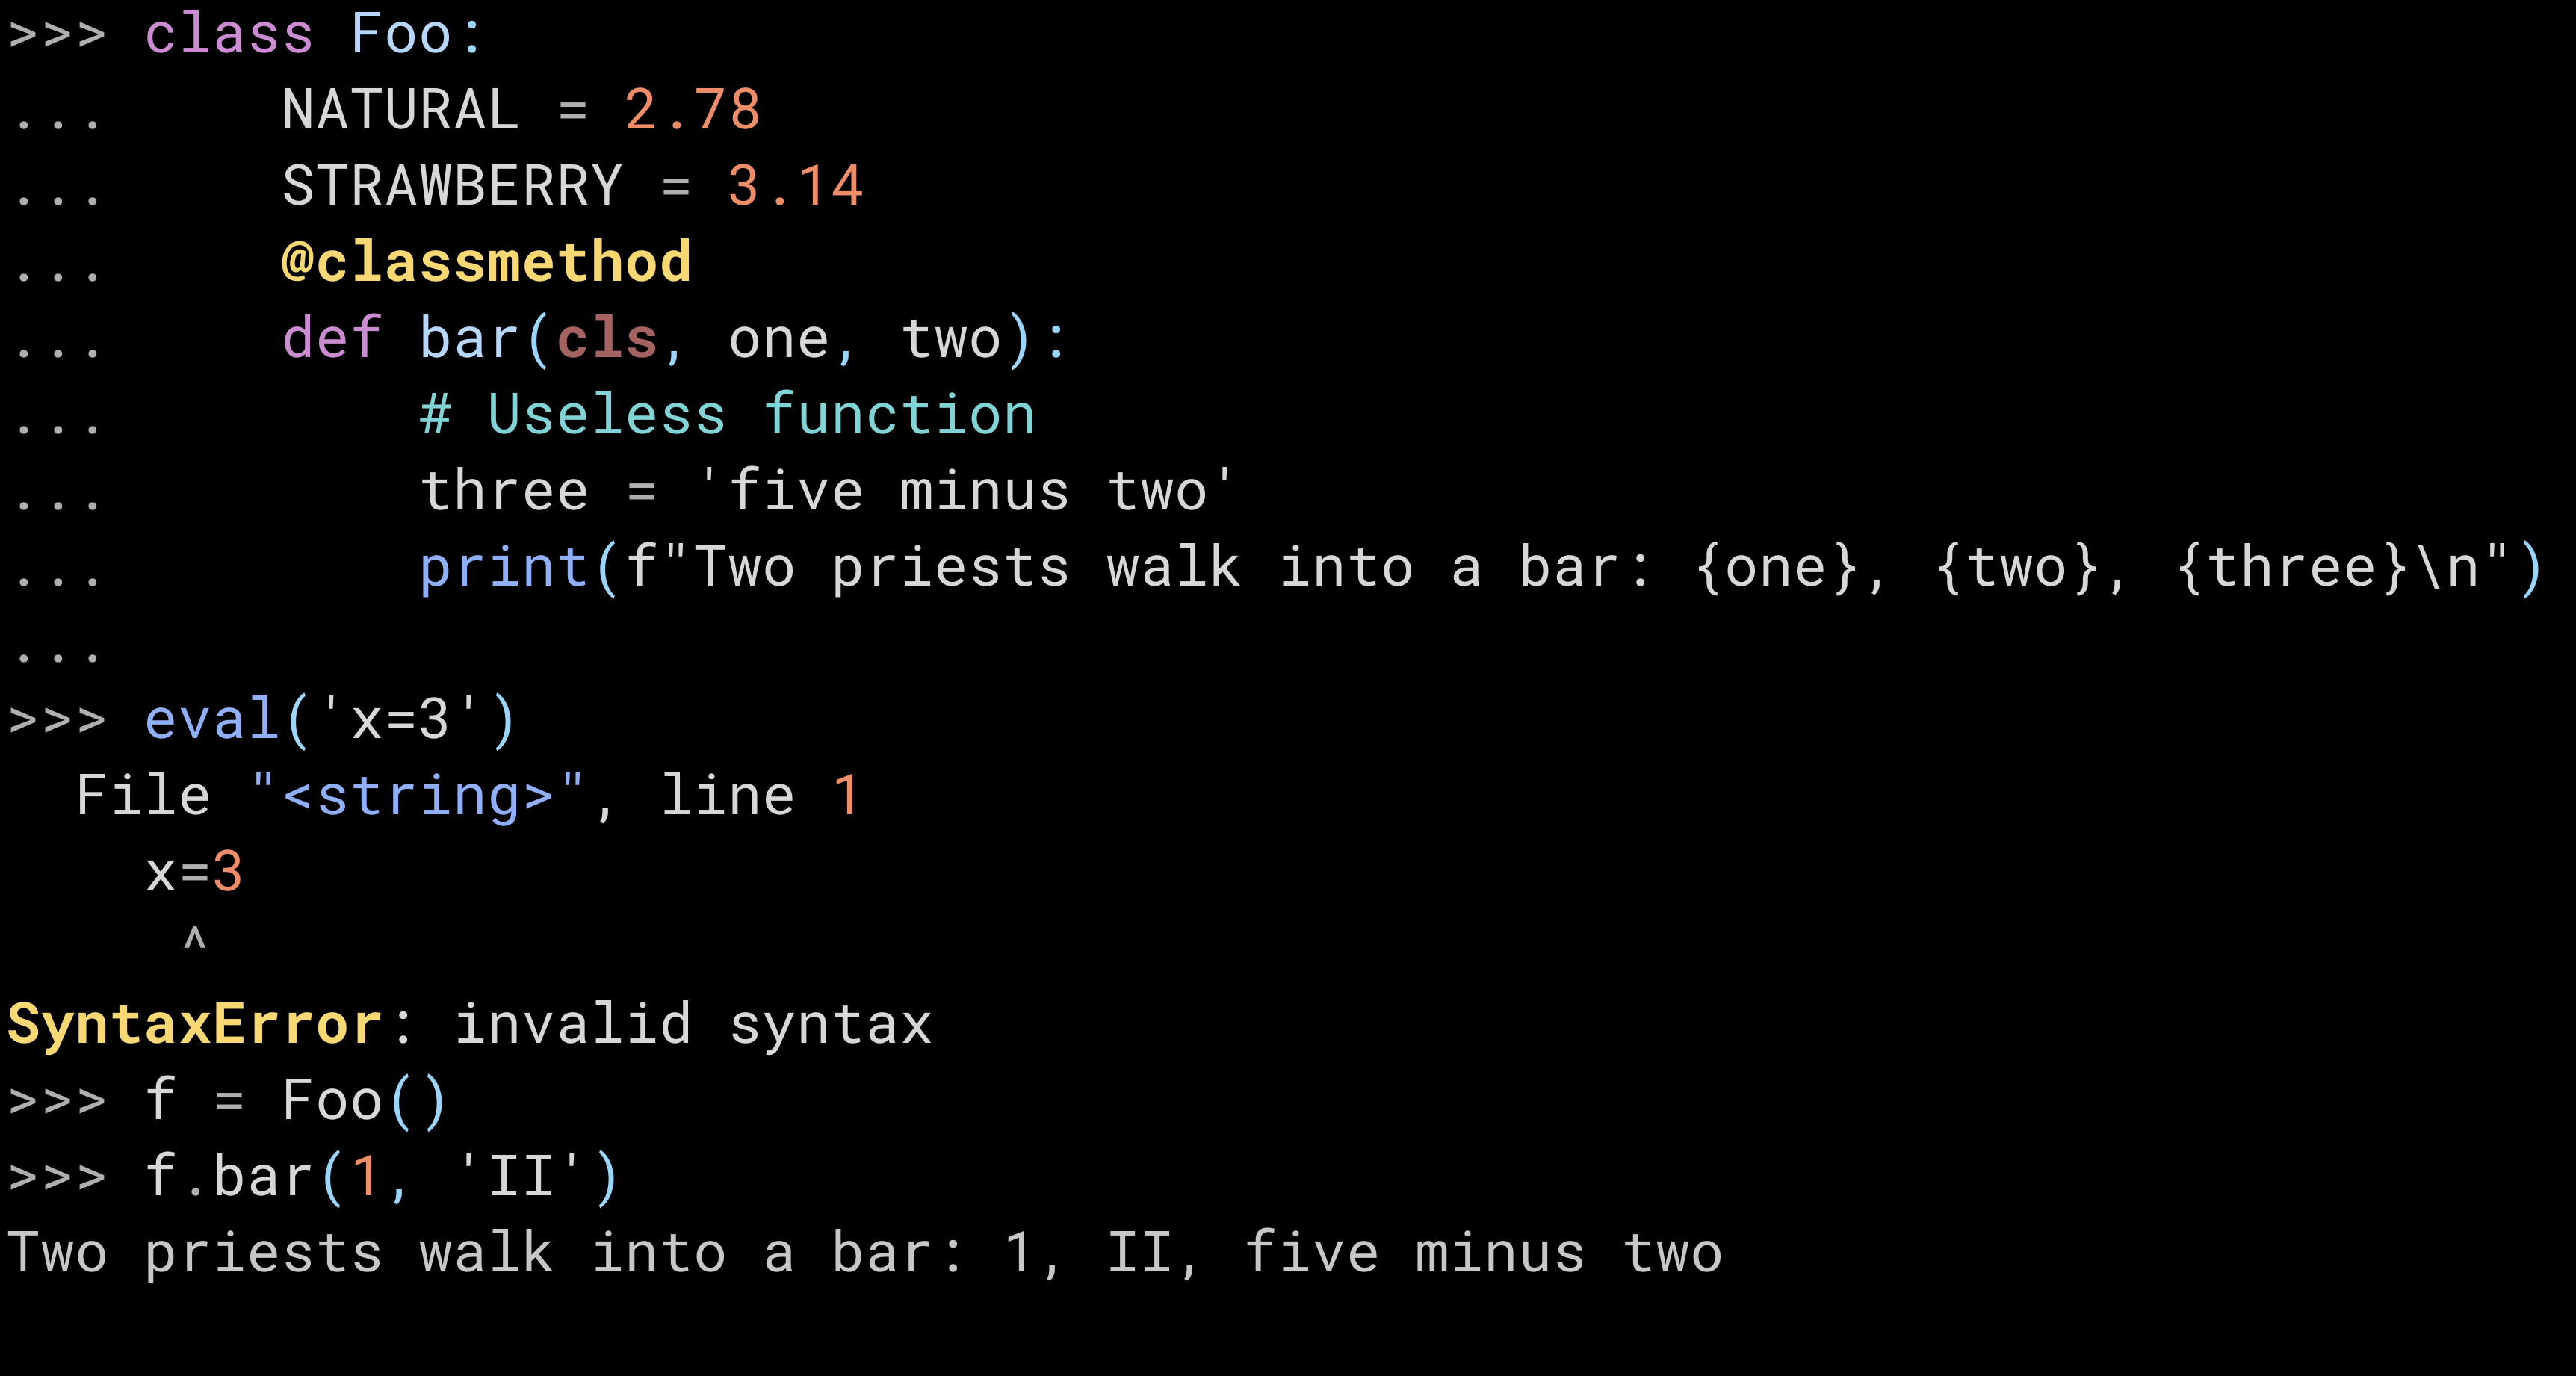 >>> class Foo:
...     NATURAL = 2.78
...     STRAWBERRY = 3.14
...     @classmethod
...     def bar(cls, one, two):
...         # Useless function
...         three = 'five minus two'
...         print(f"Two priests walk into a bar: {one}, {two}, {three}\n")
...
>>> eval('x=3')
  File "<string>", line 1
    x=3
     ^
SyntaxError: invalid syntax
>>> f = Foo()
>>> f.bar(1, 'II')
Two priests walk into a bar: 1, II, five minus two